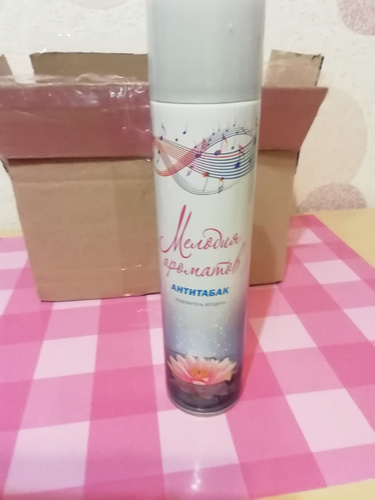 Мелодия
ароматов
АНТИТАБАК
освежитель воздуха